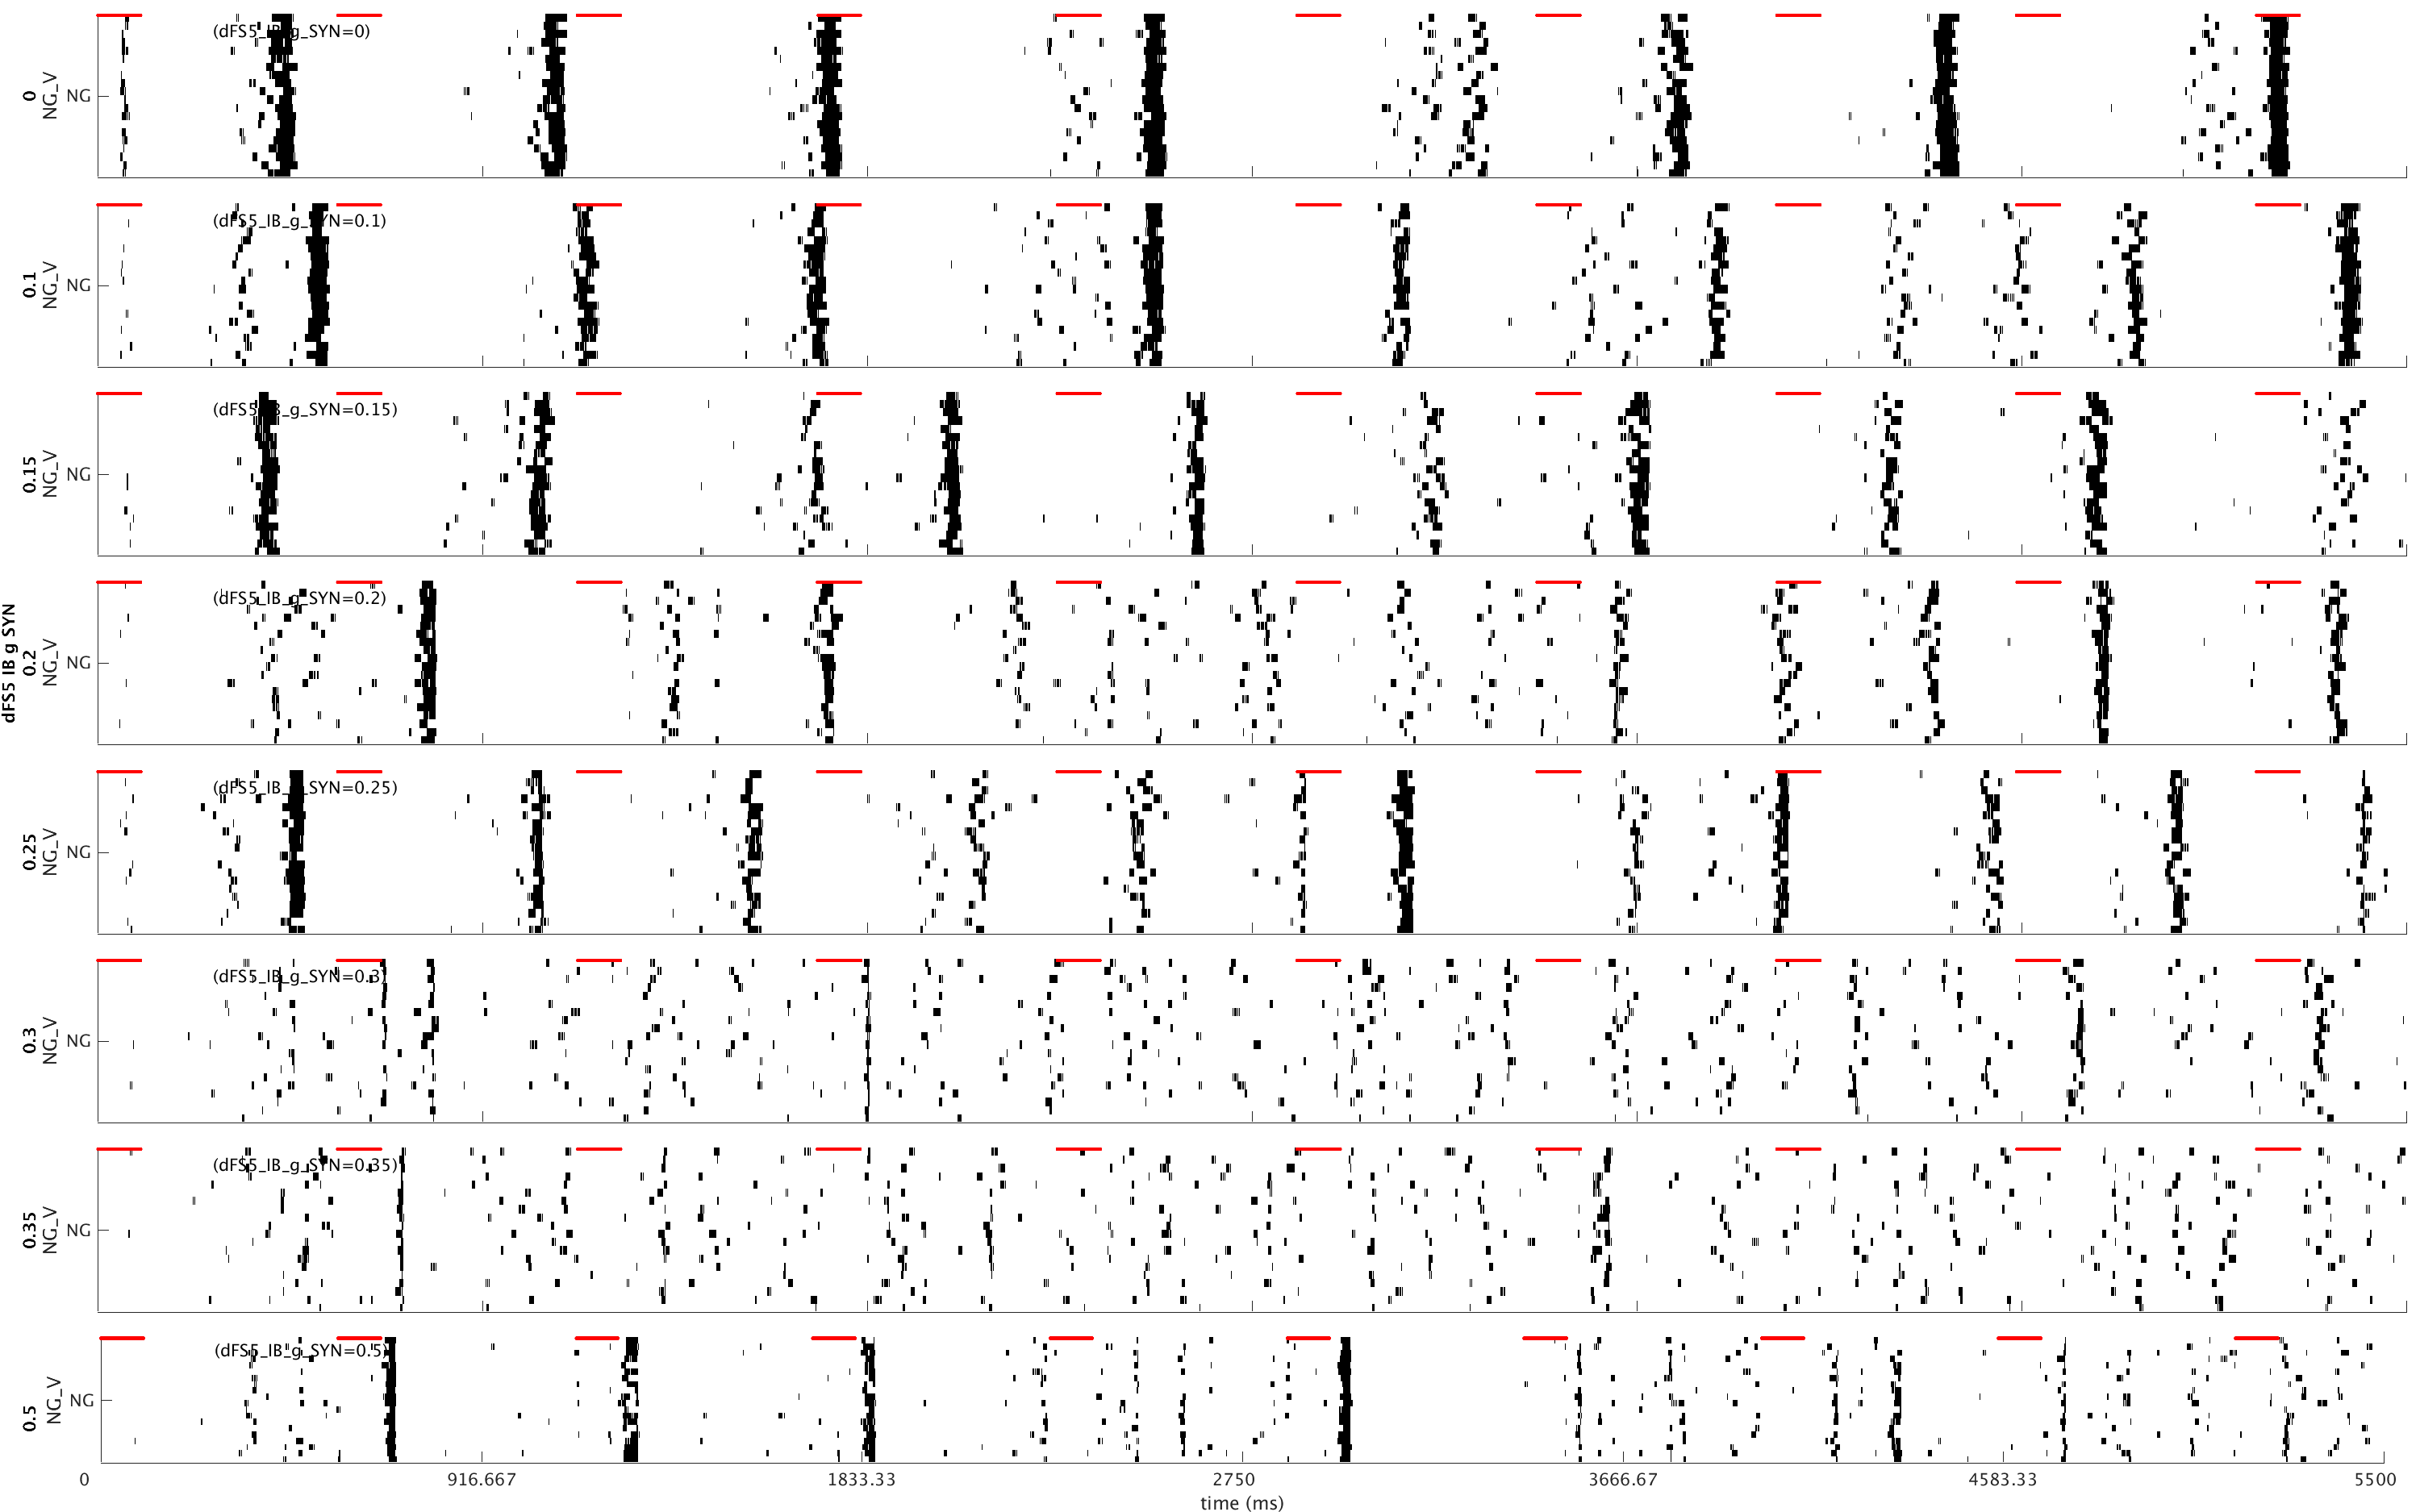 (dFS5_IB_g_SYN=0)
0
NG_V
NG
(dFS5_IB_g_SYN=0.1)
0.1
NG_V
NG
(dFS5_IB_g_SYN=0.15)
0.15
NG_V
NG
(dFS5_IB_g_SYN=0.2)
dFS5 IB g SYN
0.2
NG_V
NG
(dFS5_IB_g_SYN=0.25)
0.25
NG_V
NG
(dFS5_IB_g_SYN=0.3)
0.3
NG_V
NG
(dFS5_IB_g_SYN=0.35)
0.35
NG_V
NG
(dFS5_IB_g_SYN=0.5)
0.5
NG_V
NG
0 916.667 1833.33 2750 3666.67 4583.33 5500
time (ms)